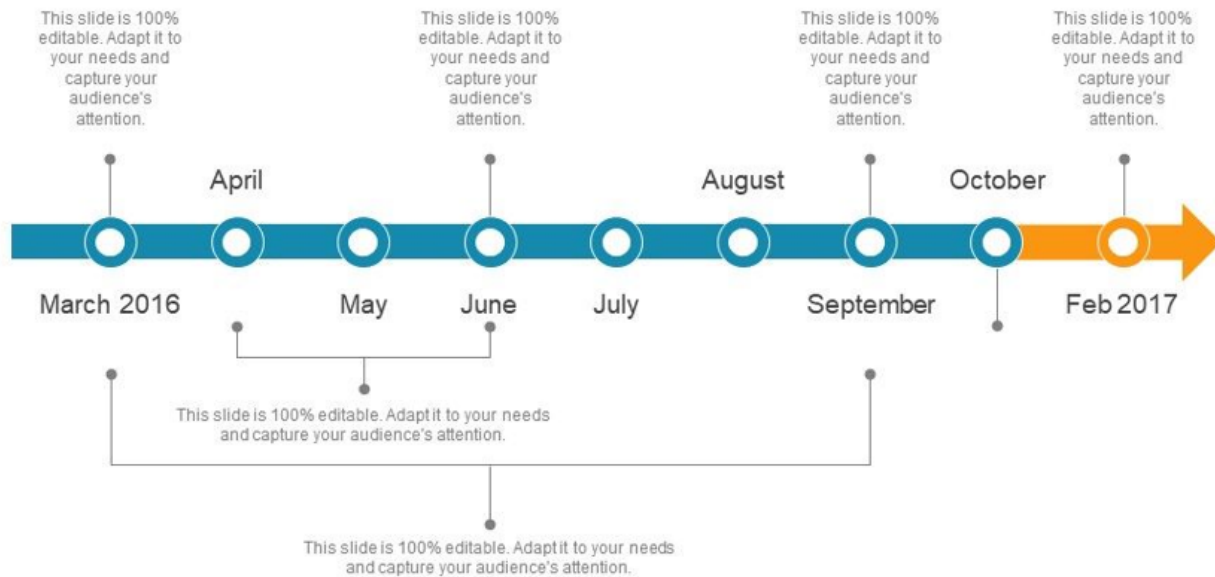 This slide is 100%
editable. Adapt it to
your needs and
capture your
audience's
attention.
This slide is 100%
editable. Adapt it to
your needs and
capture your
audience's
attention.
This slide is 100%
editable. Adapt it to
your needs and
capture your
audience's
attention.
This slide is 100%
editable. Adapt it to
your needs and
capture your
audience's
attention.
April
August
October
March 2016
May
June
July
September
Feb 2017
This slide is 100% editable. Adapt it to your needs
and capture your audience's attention.
This slide is 100% editable. Adapt it to your needs
and capture your audience's attention.